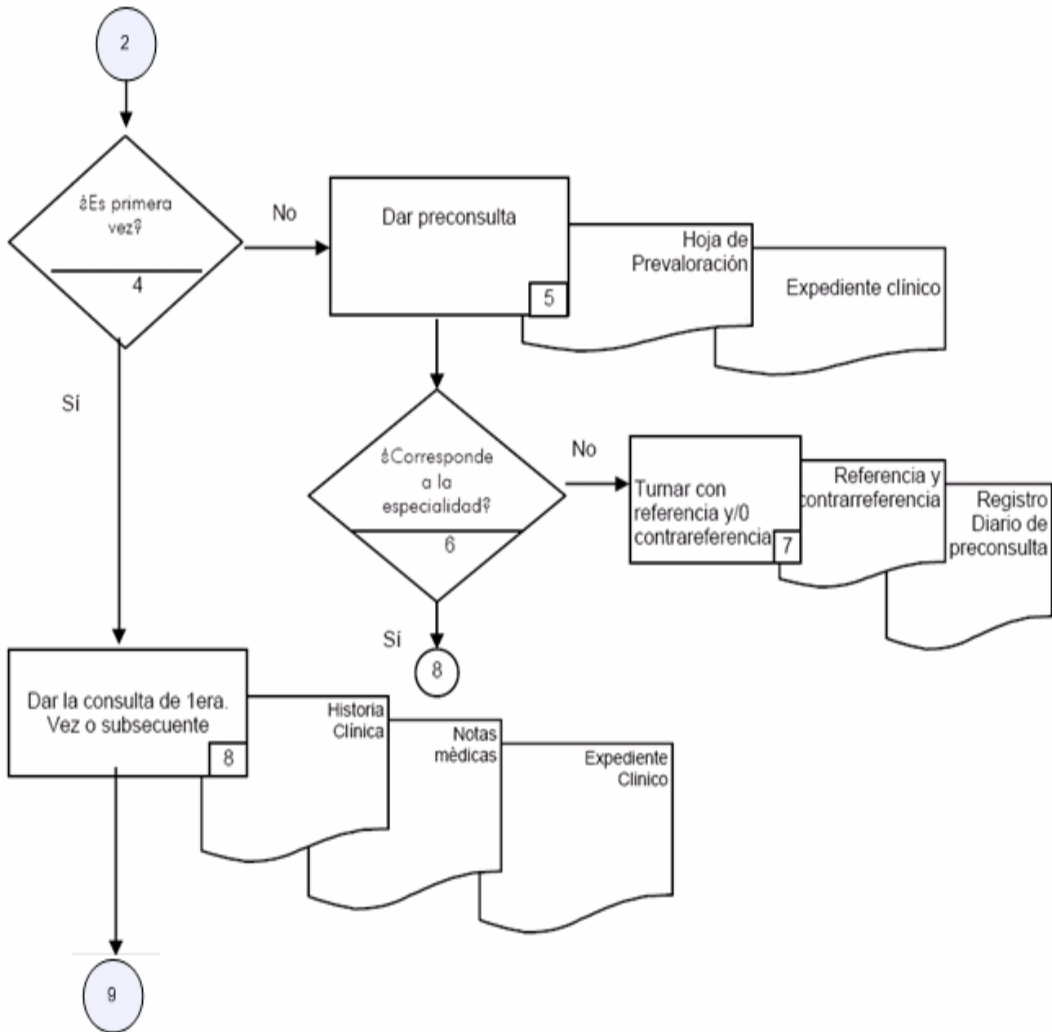 2
¿Es primera
vez?
4
No
Sí
Dar preconsulta
5
Hoja de
Prevaloración
Expediente clínico
¿Corresponde
a la
especialidad?
6
No
Sí
8
Turnar con
referencia y/0
contrareferencia
7
Referencia y
contrarreferencia
Registro
Diario de
preconsulta
Dar la consulta de 1era.
Vez o subsecuente
8
Historia
Clínica
Notas
mèdicas
Expediente
Clinico
9